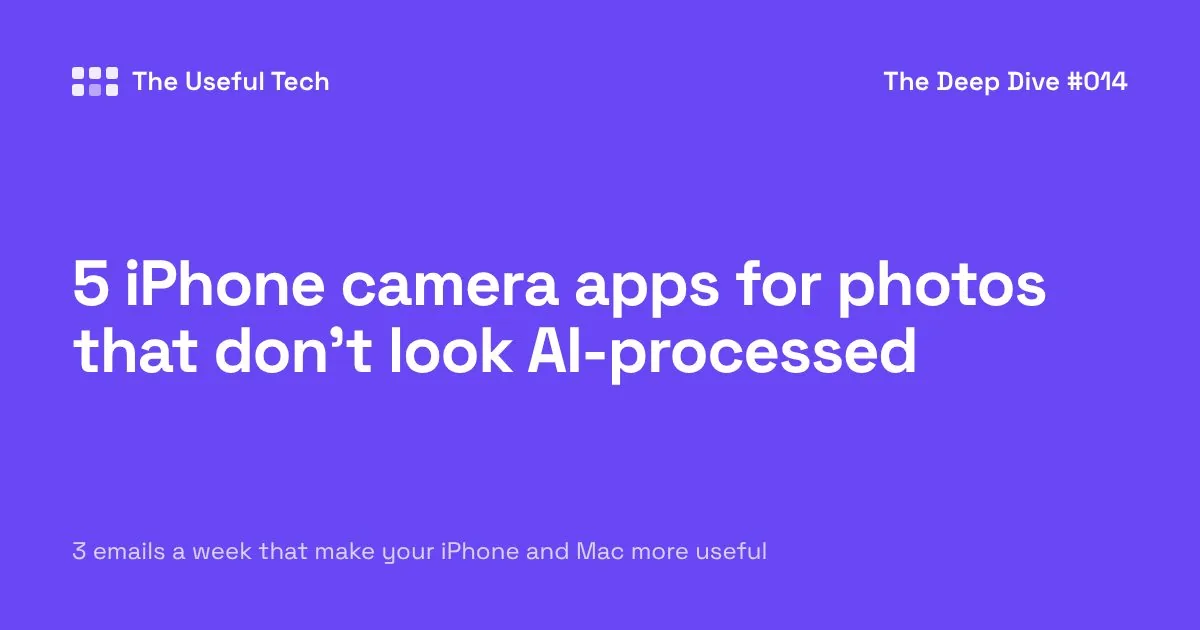 The Useful Tech
The Deep Dive #014
5 iPhone camera apps for photos
that don’t look AI-processed
3 emails a week that make your iPhone and Mac more useful